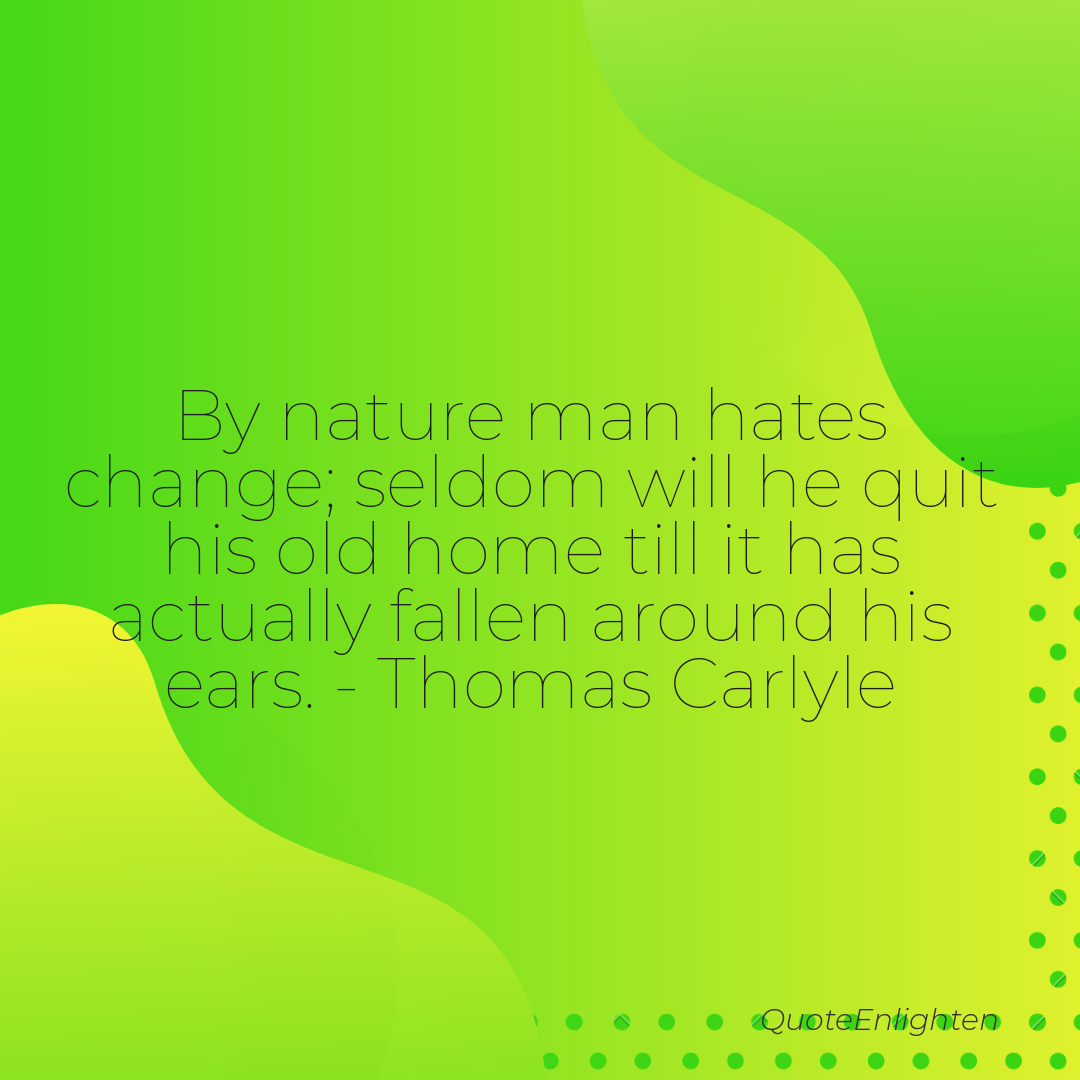 By nature man hates
change; seldom will he quit
his old home till it has
actually fallen around his
ears. - Thomas Carlyle
QuoteEnlighten